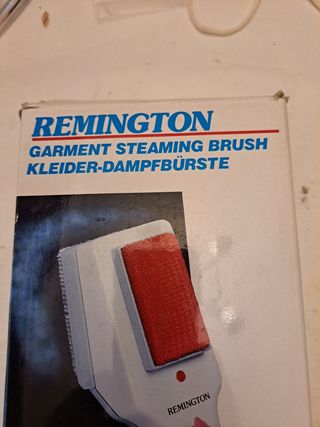 REMINGTON
GARMENT STEAMING BRUSH
KLEIDER-DAMPFBÜRSTE
REMINGTON